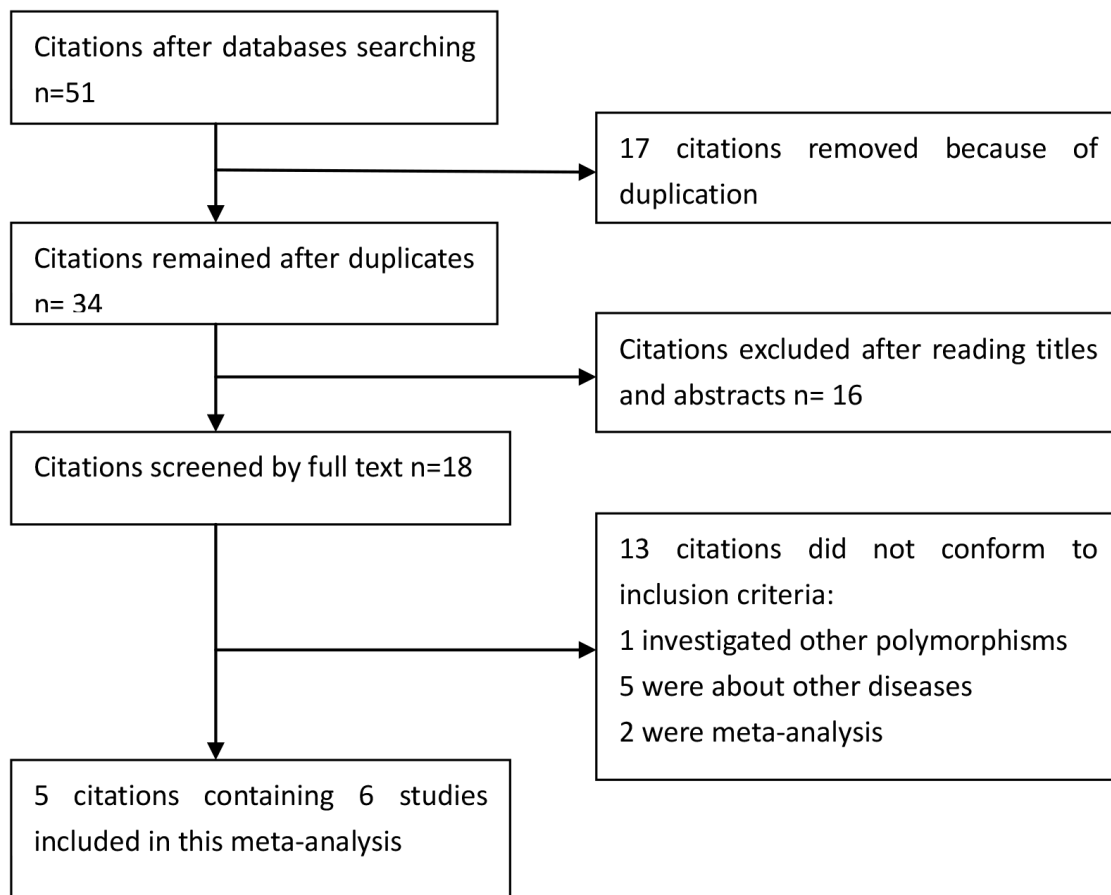 Citations after databases searching
n=51
17 citations removed because of
duplication
Citations remained after duplicates
n= 34
Citations excluded after reading titles
and abstracts n= 16
Citations screened by full text n=18
13 citations did not conform to
inclusion criteria:
1 investigated other polymorphisms
5 were about other diseases
2 were meta-analysis
5 citations containing 6 studies
included in this meta-analysis